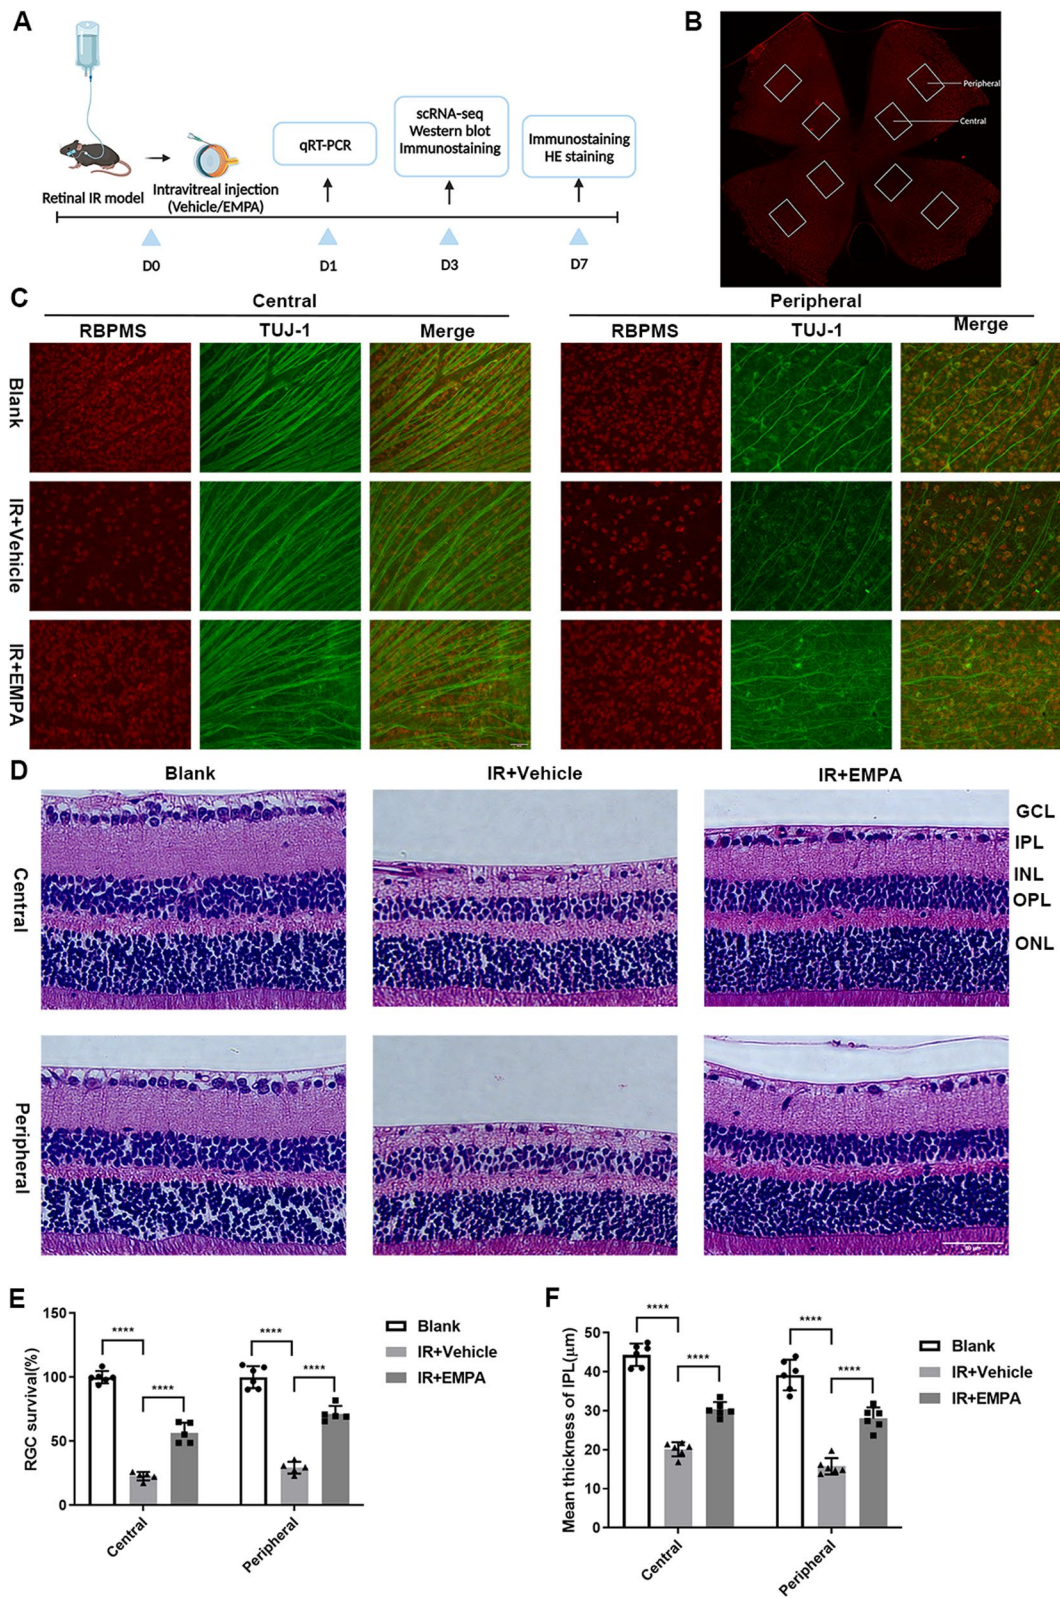 A
Retinal IR model
Intravitreal injection
(Vehicle/EMPA)
qRT-PCR
scRNA-seq
Western blot
Immunostaining
Immunostaining
HE staining
D0
D1
D3
D7
B
Peripheral
Central
C
Central
Peripheral
RBPMS
TUJ-1
Merge
RBPMS
TUJ-1
Merge
Blank
IR+Vehicle
IR+EMPA
D
Blank
IR+Vehicle
IR+EMPA
Central
Peripheral
GCL
IPL
INL
OPL
ONL
E
RGC survival(%)
150
100
50
0
****
****
****
****
Central
Peripheral
Blank
IR+Vehicle
IR+EMPA
F
Mean thickness of IPL(μm)
50
40
30
20
10
0
****
****
****
****
Central
Peripheral
Blank
IR+Vehicle
IR+EMPA